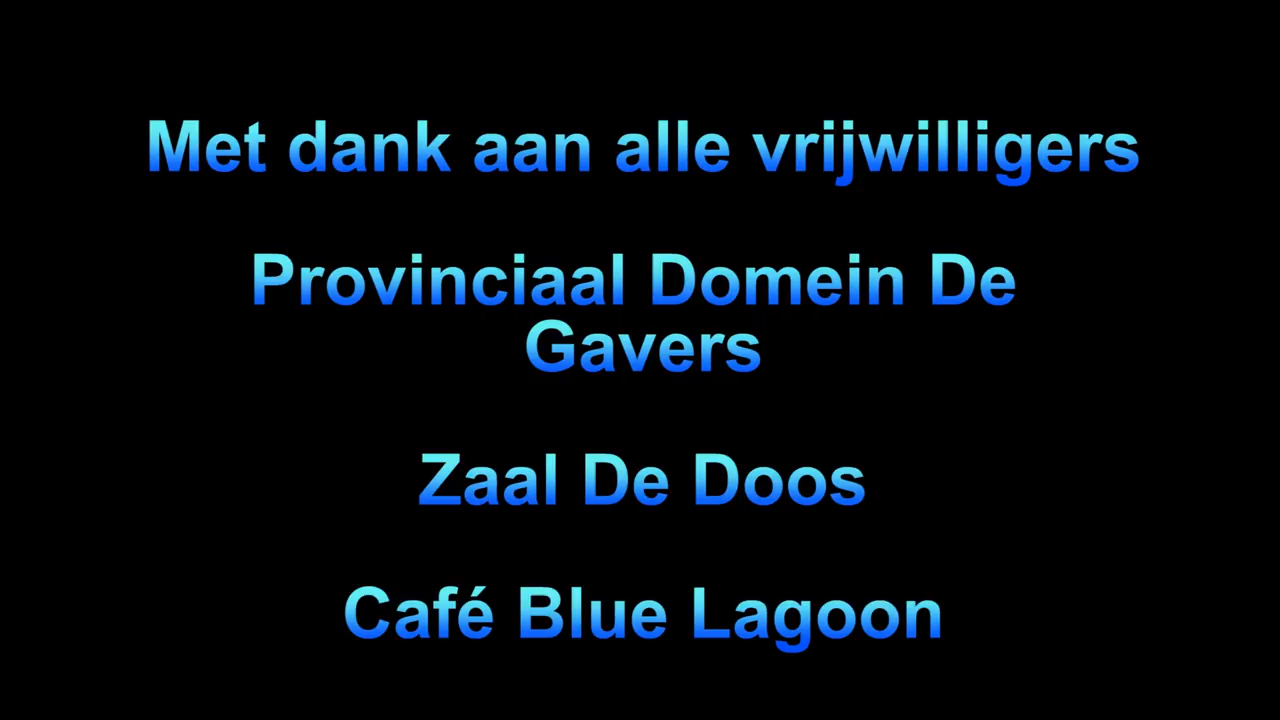 Met dank aan alle vrijwilligers
Provinciaal Domein De
Gavers
Zaal De Doos
Café Blue Lagoon